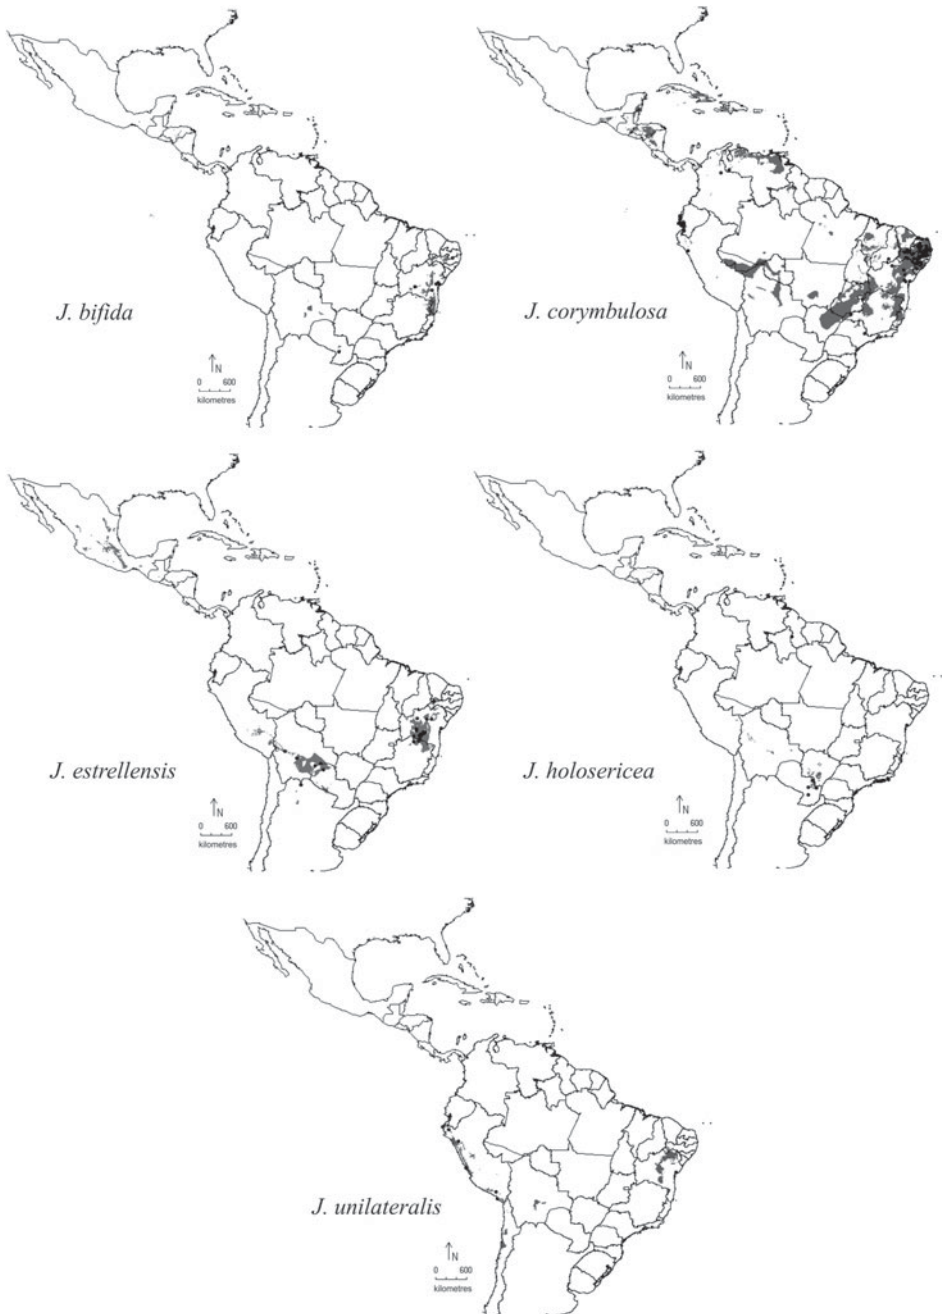 J. bifida
N
0 600
kilometres
J. corymbulosa
N
0 600
kilometres
J. estrellensis
N
0 600
kilometres
J. holosericea
N
0 600
kilometres
J. unilateralis
N
0 600
kilometres